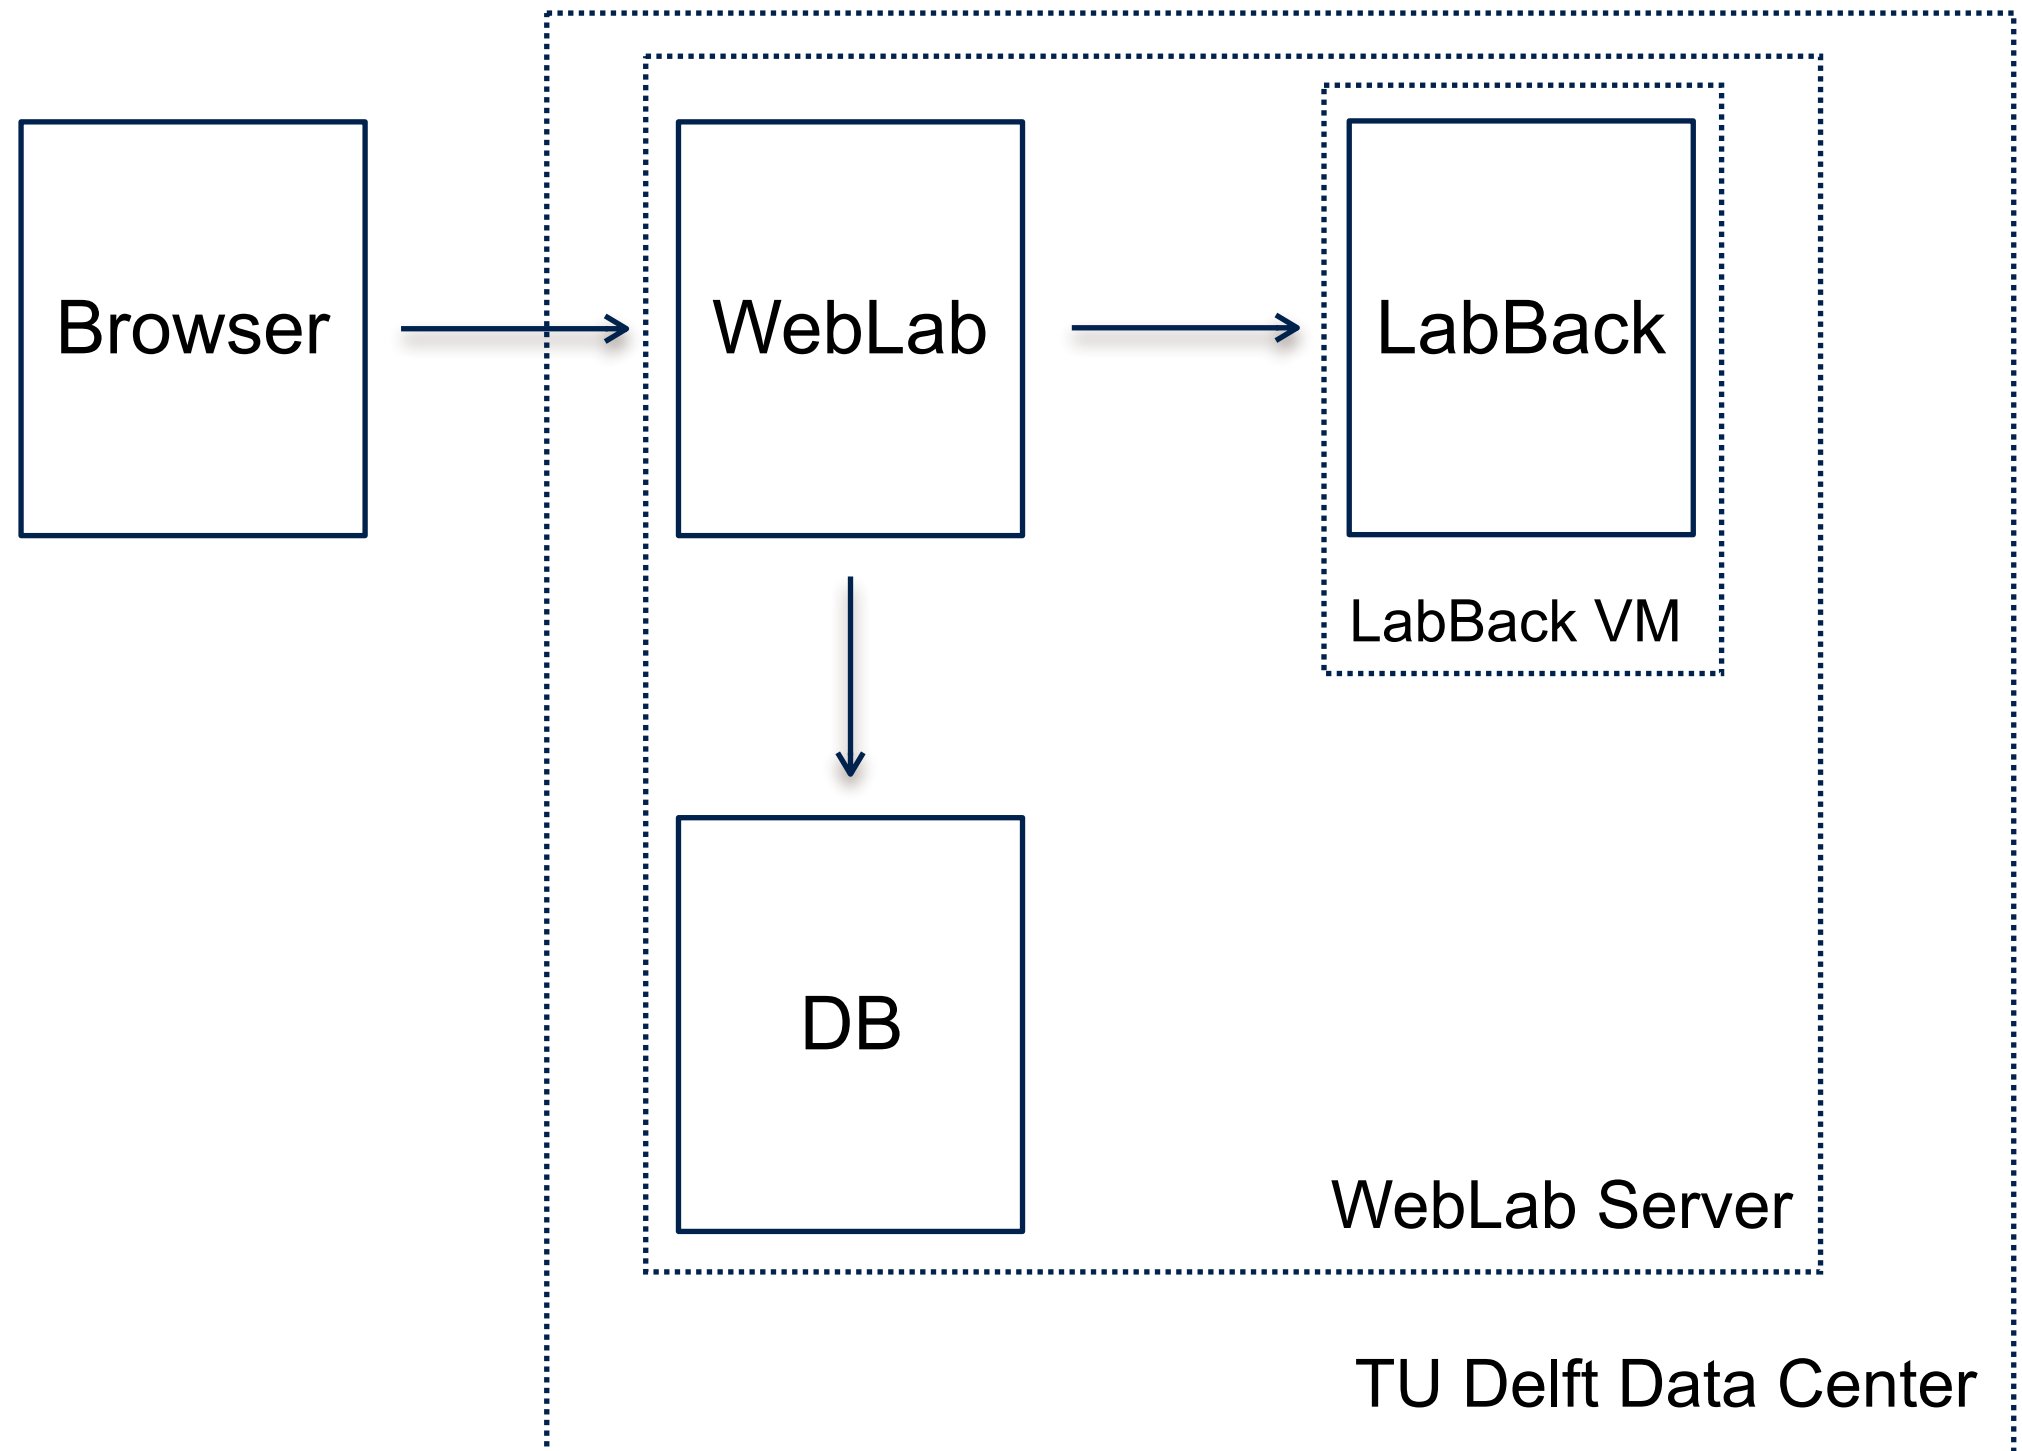 Browser
WebLab
LabBack
LabBack VM
DB
WebLab Server
TU Delft Data Center